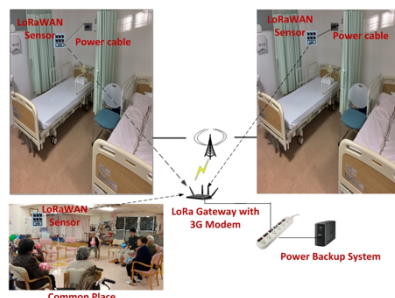 LoRaWAN
Sensor
Power cable
LoRaWAN
Sensor
Power cable
LoRaWAN
Sensor
LoRa Gateway with
3G Modem
Power Backup System
Common Place